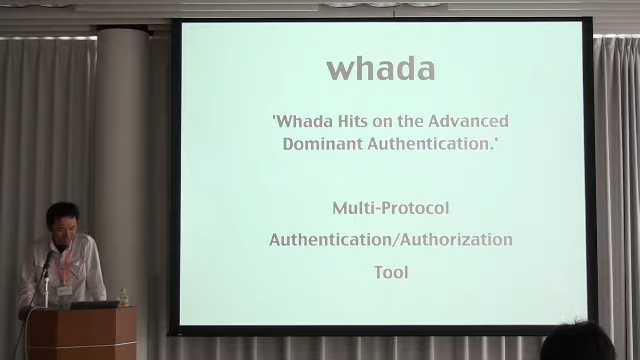 whada
'Whada Hits on the Advanced
Dominant Authentication.'
Multi-Protocol
Authentication/Authorization
Tool